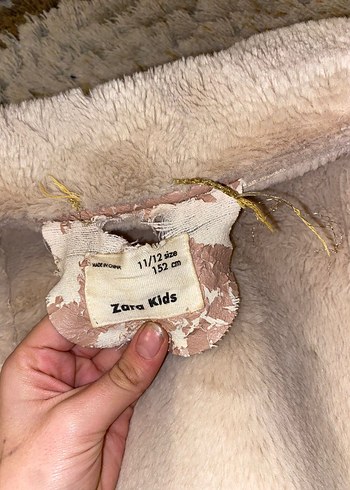 MADE IN CHINA
11/12 size
152 cm
Zara Kids